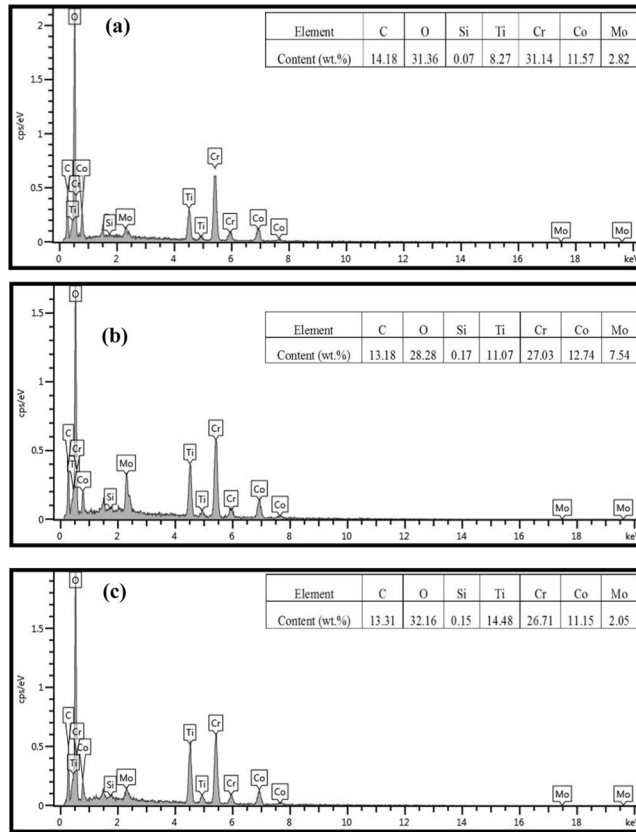 (a)
Element C O Si Ti Cr Co Mo
Content (wt.%) 14.18 31.36 0.07 8.27 31.14 11.57 2.82
cps/eV
2
1.5
1
0.5
0
O
C
Co
Cr
Ti
Si
Mo
Ti
Ti
Cr
Cr
Co
Co
Mo
Mo
0 2 4 6 8 10 12 14 16 18 keV
(b)
Element C O Si Ti Cr Co Mo
Content (wt.%) 13.18 28.28 0.17 11.07 27.03 12.74 7.54
cps/eV
1.5
1
0.5
0
O
C
Cr
Ti
Co
Si
Mo
Ti
Ti
Cr
Cr
Co
Co
Mo
Mo
0 2 4 6 8 10 12 14 16 18 keV
(c)
Element C O Si Ti Cr Co Mo
Content (wt.%) 13.31 32.16 0.15 14.48 26.71 11.15 2.05
cps/eV
1.5
1
0.5
0
O
C
Cr
Co
Ti
Si
Mo
Ti
Ti
Cr
Cr
Co
Co
Mo
Mo
0 2 4 6 8 10 12 14 16 18 keV